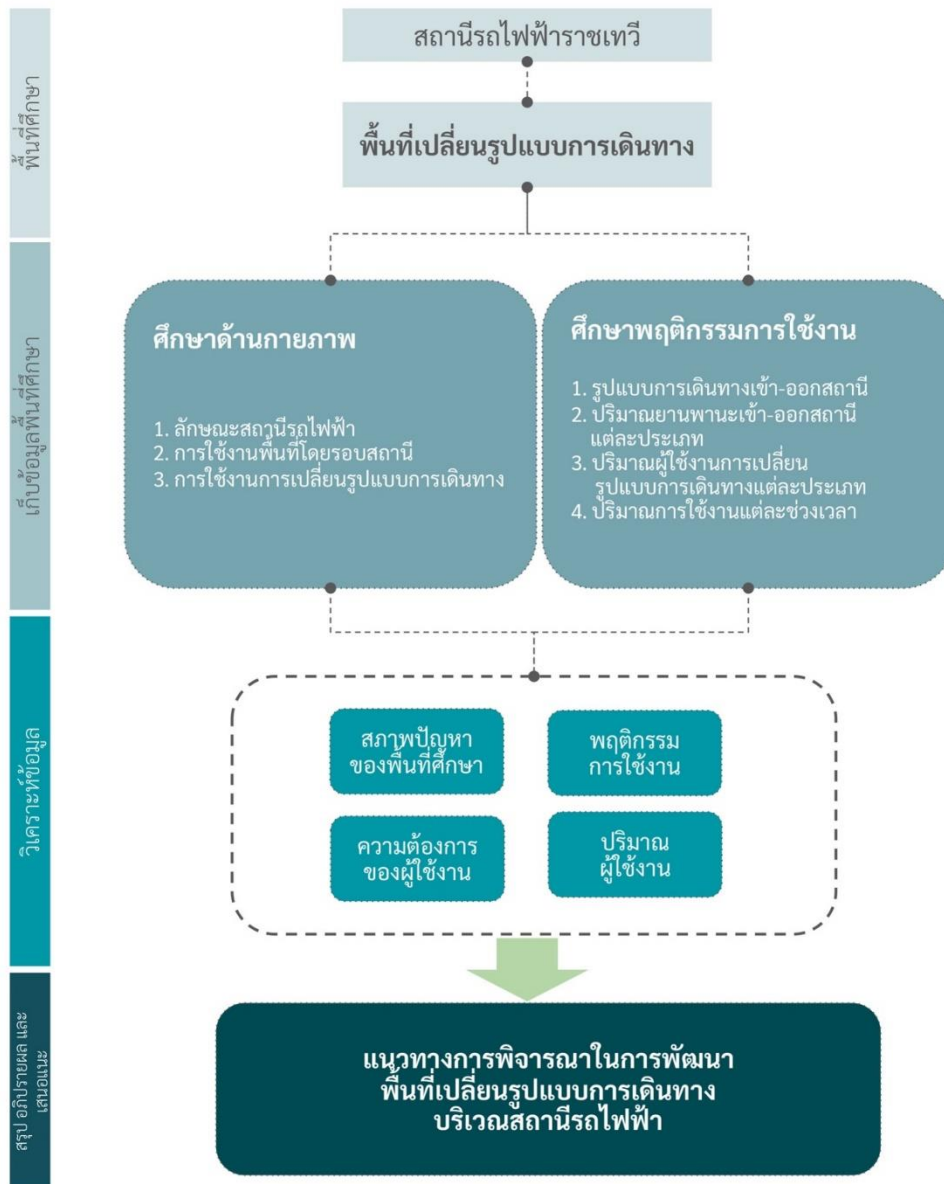 พื้นที่ศึกษา
สถานีรถไฟฟ้าราชเทวี
พื้นที่เปลี่ยนรูปแบบการเดินทาง
เก็บข้อมูลพื้นที่ศึกษา
ศึกษาด้านกายภาพ
1. ลักษณะสถานีรถไฟฟ้า
2. การใช้งานพื้นที่โดยรอบสถานี
3. การใช้งานการเปลี่ยนรูปแบบการเดินทาง
ศึกษาพฤติกรรมการใช้งาน
1. รูปแบบการเดินทางเข้า-ออกสถานี
2. ปริมาณยานพานะเข้า-ออกสถานี
แต่ละประเภท
3. ปริมาณผู้ใช้งานการเปลี่ยน
รูปแบบการเดินทางแต่ละประเภท
4. ปริมาณการใช้งานแต่ละช่วงเวลา
วิเคราะห์ข้อมูล
สภาพปัญหา
ของพื้นที่ศึกษา
พฤติกรรม
การใช้งาน
ความต้องการ
ของผู้ใช้งาน
ปริมาณ
ผู้ใช้งาน
สรุป อภิปรายผล และ
เสนอแนะ
แนวทางการพิจารณาในการพัฒนา
พื้นที่เปลี่ยนรูปแบบการเดินทาง
บริเวณสถานีรถไฟฟ้า